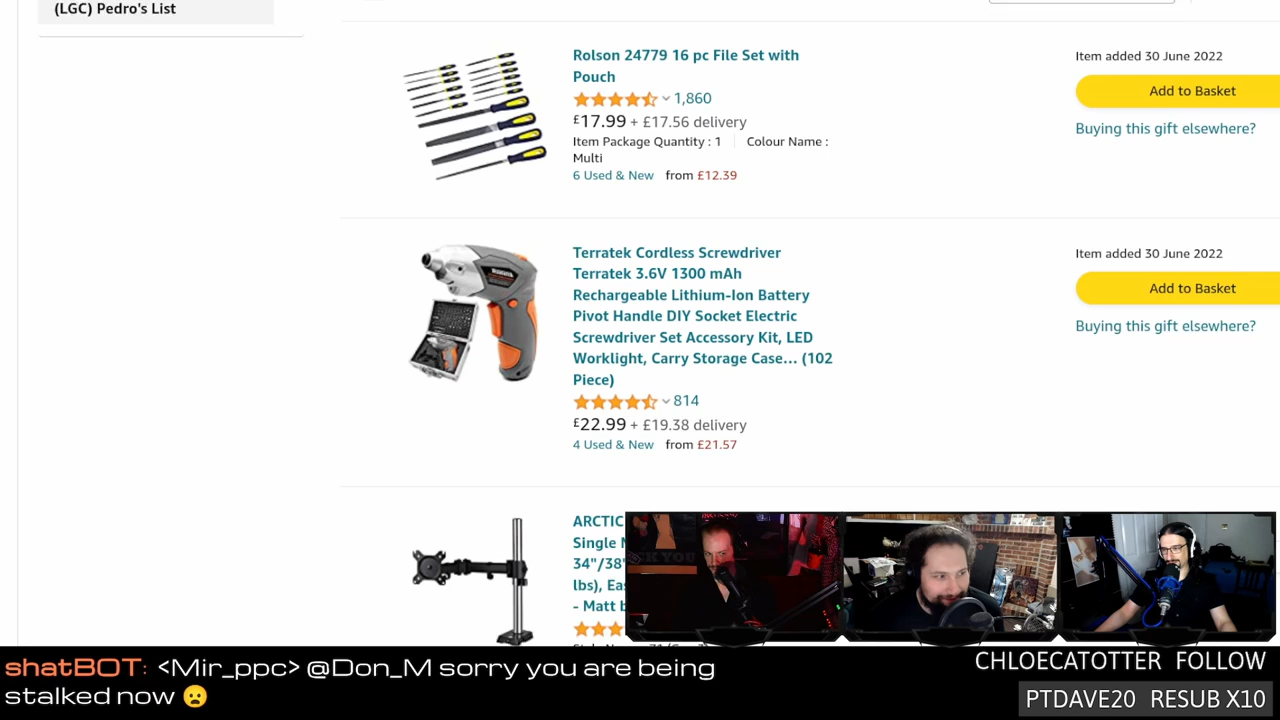 (LGC) Pedro's List
Rolson 24779 16 pc File Set with
Pouch
1,860
£17.99 + £17.56 delivery
Item Package Quantity : 1 | Colour Name :
Multi
6 Used & New from £12.39
Item added 30 June 2022
Add to Basket
Buying this gift elsewhere?
Terratek Cordless Screwdriver
Terratek 3.6V 1300 mAh
Rechargeable Lithium-Ion Battery
Pivot Handle DIY Socket Electric
Screwdriver Set Accessory Kit, LED
Worklight, Carry Storage Case... (102
Piece)
814
£22.99 + £19.38 delivery
4 Used & New from £21.57
Item added 30 June 2022
Add to Basket
Buying this gift elsewhere?
ARCTIC
Single
34"/38"
lbs), Eas
- Matt b
shatBOT: <Mir_ppc> @Don_M sorry you are being
stalked now 😦
CHLOECATOTTER FOLLOW
PTDAVE20 RESUB X10